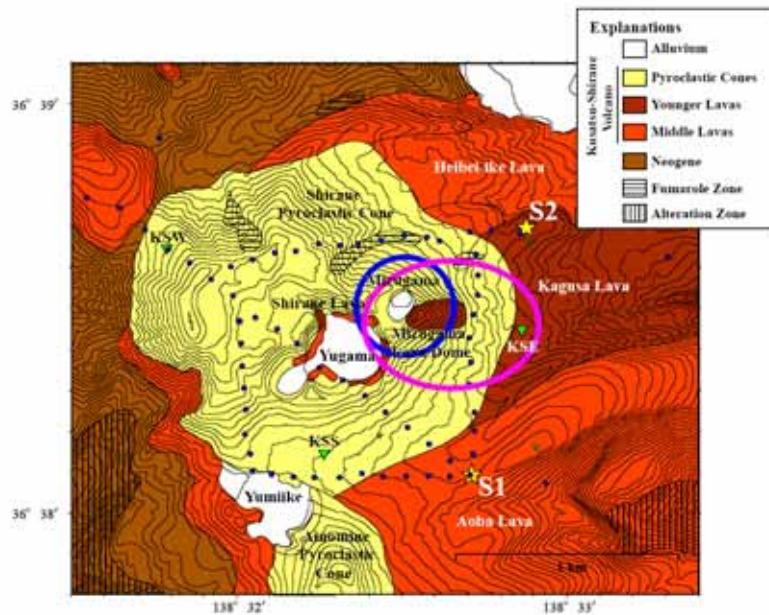 Explanations
Alluvium
Kusatsu-Shirane
Volcano
Pyroclastic Cones
Younger Lavas
Middle Lavas
Neogene
Fumarole Zone
Alteration Zone
36° 39'
Heibei-ike Lava
Shirane
Pyroclastic Cone
S2
KSW
Mizugama
Kagusa Lava
Shirane Lava
Mizugama
Dome
KSE
Yugama
KSS
S1
Yumiike
36° 38'
Aoba Lava
Pyroclastic
Cone
1 km
138° 32'
138° 33'